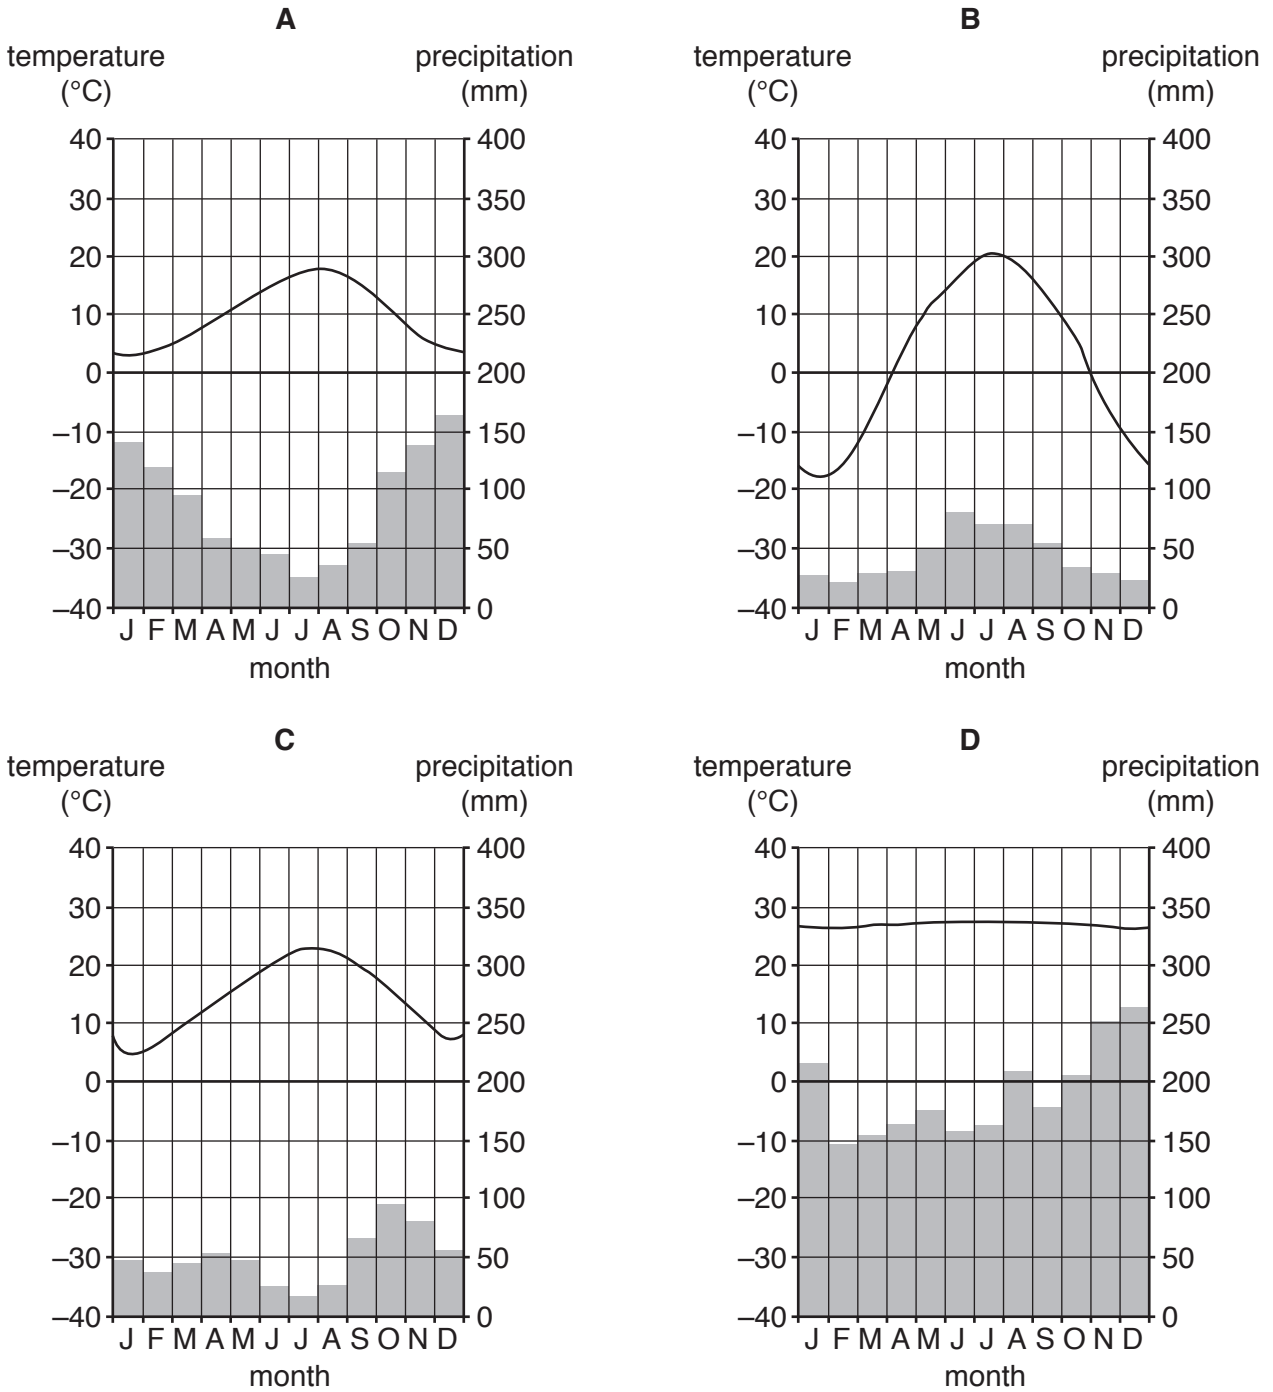 A
temperature
(°C)
precipitation
(mm)
40
30
20
10
0
–10
–20
–30
–40
400
350
300
250
200
150
100
50
0
J F M A M J J A S O N D
month
B
temperature
(°C)
precipitation
(mm)
40
30
20
10
0
–10
–20
–30
–40
400
350
300
250
200
150
100
50
0
J F M A M J J A S O N D
month
C
temperature
(°C)
precipitation
(mm)
40
30
20
10
0
–10
–20
–30
–40
400
350
300
250
200
150
100
50
0
J F M A M J J A S O N D
month
D
temperature
(°C)
precipitation
(mm)
40
30
20
10
0
–10
–20
–30
–40
400
350
300
250
200
150
100
50
0
J F M A M J J A S O N D
month